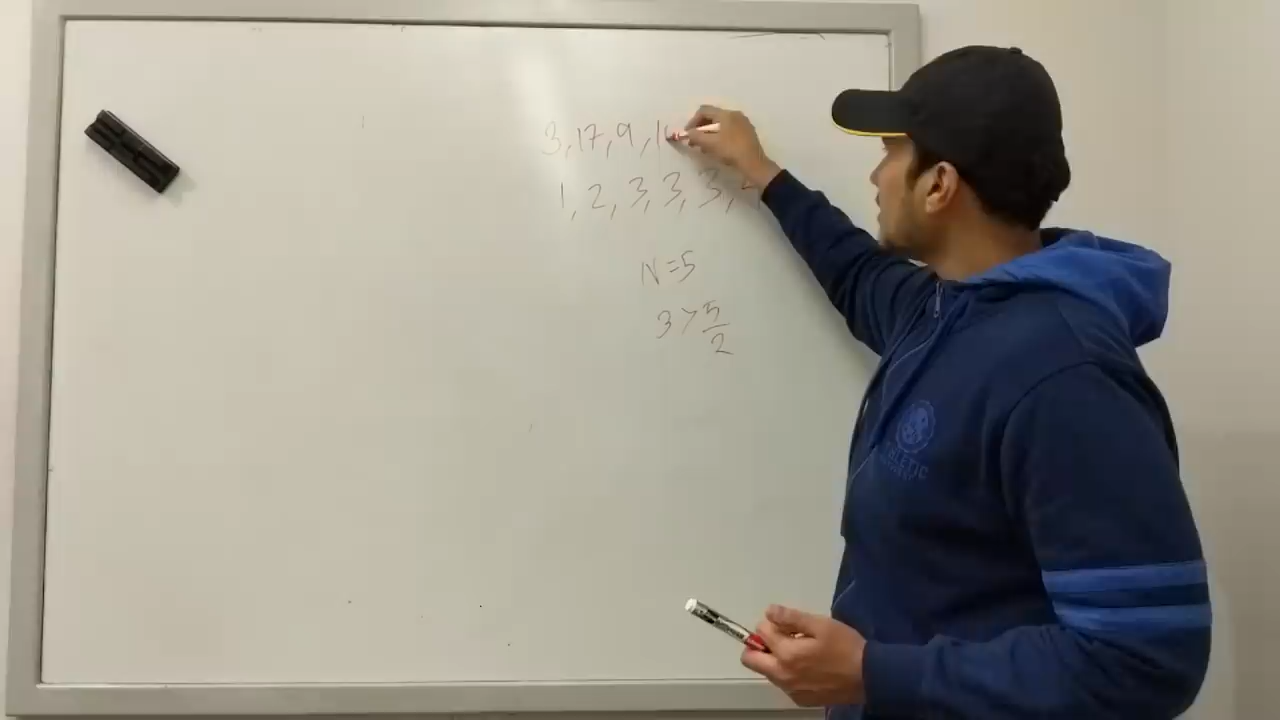 3, 17, 9, 1
1, 2, 3, 3, 3,
N = 5
3 > 5/2